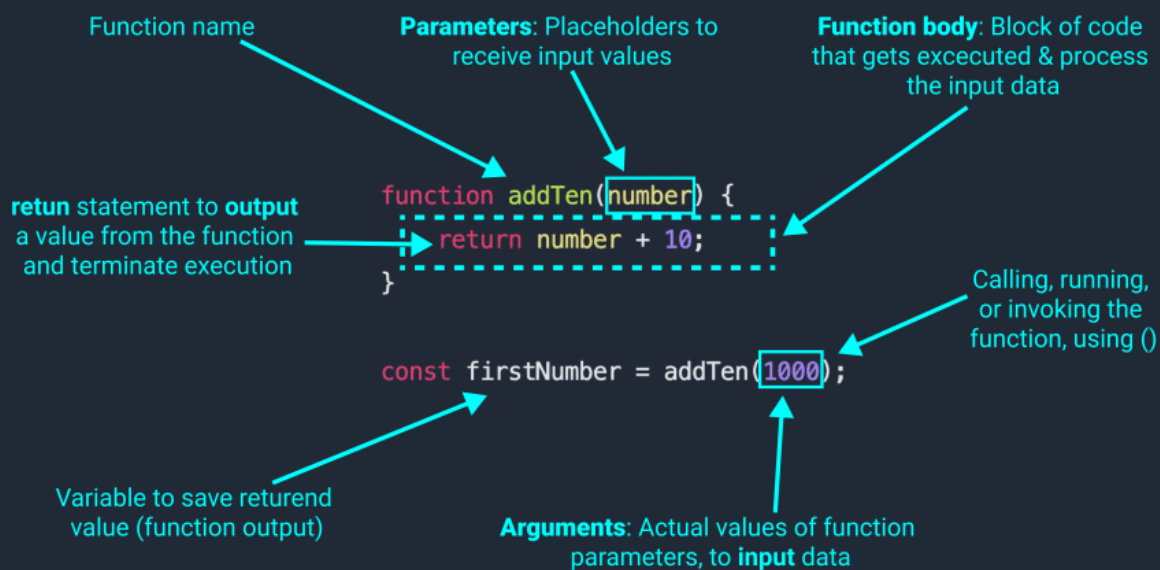 Function name
Parameters: Placeholders to
receive input values
Function body: Block of code
that gets excecuted & process
the input data
function addTen(number) {
retun statement to output
a value from the function
and terminate execution
return number + 10;
}
Calling, running,
or invoking the
function, using ()
const firstNumber = addTen(1000);
Variable to save returend
value (function output)
Arguments: Actual values of function
parameters, to input data